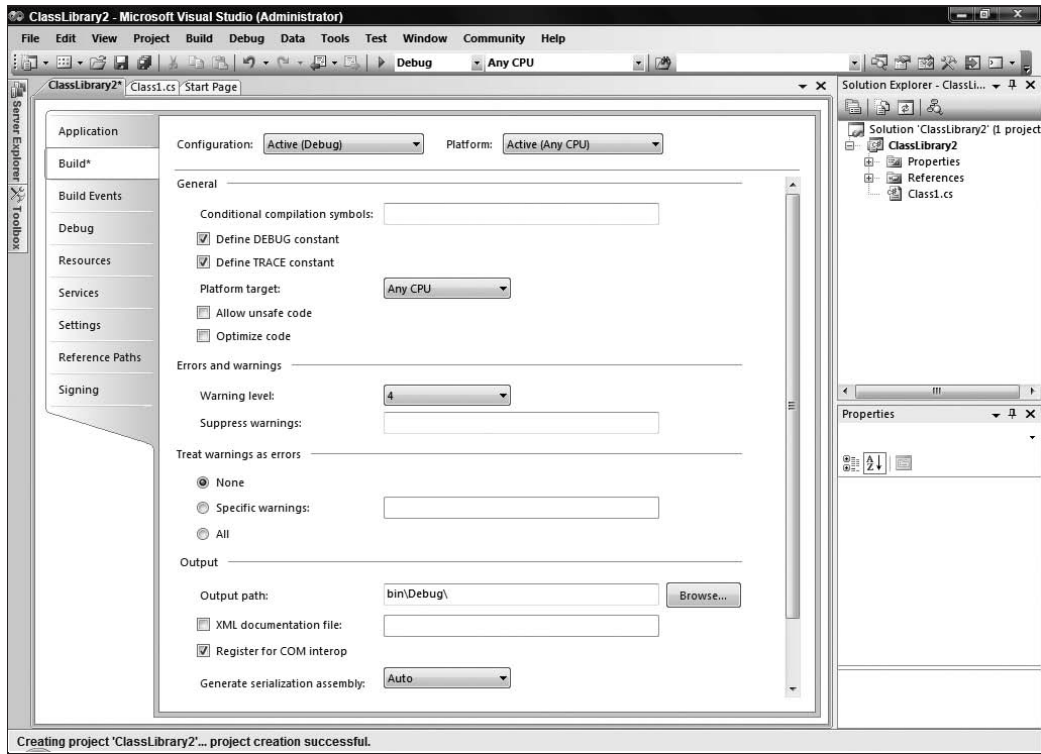 ClassLibrary2 - Microsoft Visual Studio (Administrator)
File Edit View Project Build Debug Data Tools Test Window Community Help
Debug Any CPU
ClassLibrary2* Class1.cs Start Page
Server Explorer
Toolbox
Application
Build*
Build Events
Debug
Resources
Services
Settings
Reference Paths
Signing
Configuration: Active (Debug) Platform: Active (Any CPU)
General
Conditional compilation symbols:
Define DEBUG constant
Define TRACE constant
Platform target: Any CPU
Allow unsafe code
Optimize code
Errors and warnings
Warning level: 4
Suppress warnings:
Treat warnings as errors
None
Specific warnings:
All
Output
Output path: bin\Debug\ Browse...
XML documentation file:
Register for COM interop
Generate serialization assembly: Auto
Solution Explorer - ClassLi...
Solution 'ClassLibrary2' (1 project
ClassLibrary2
Properties
References
Class1.cs
Properties
Creating project 'ClassLibrary2'... project creation successful.